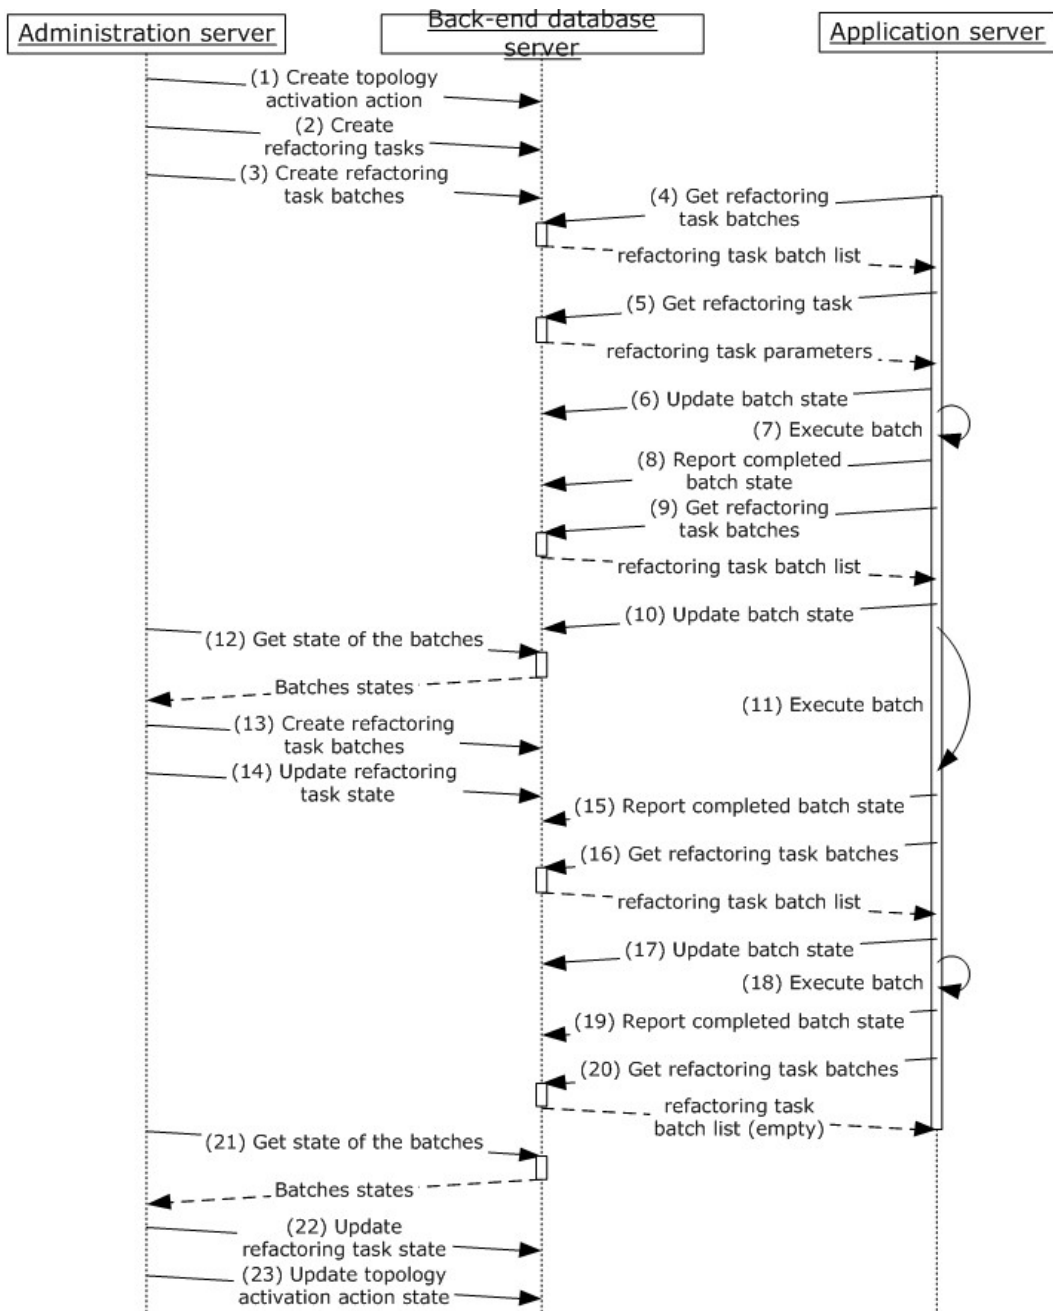 Administration server
Back-end database
server
Application server
(1) Create topology
activation action
(2) Create
refactoring tasks
(3) Create refactoring
task batches
(4) Get refactoring
task batches
refactoring task batch list
(5) Get refactoring task
refactoring task parameters
(6) Update batch state
(7) Execute batch
(8) Report completed
batch state
(9) Get refactoring
task batches
refactoring task batch list
(10) Update batch state
(12) Get state of the batches
Batches states
(11) Execute batch
(13) Create refactoring
task batches
(14) Update refactoring
task state
(15) Report completed batch state
(16) Get refactoring task batches
refactoring task batch list
(17) Update batch state
(18) Execute batch
(19) Report completed batch state
(20) Get refactoring task batches
refactoring task
batch list (empty)
(21) Get state of the batches
Batches states
(22) Update
refactoring task state
(23) Update topology
activation action state